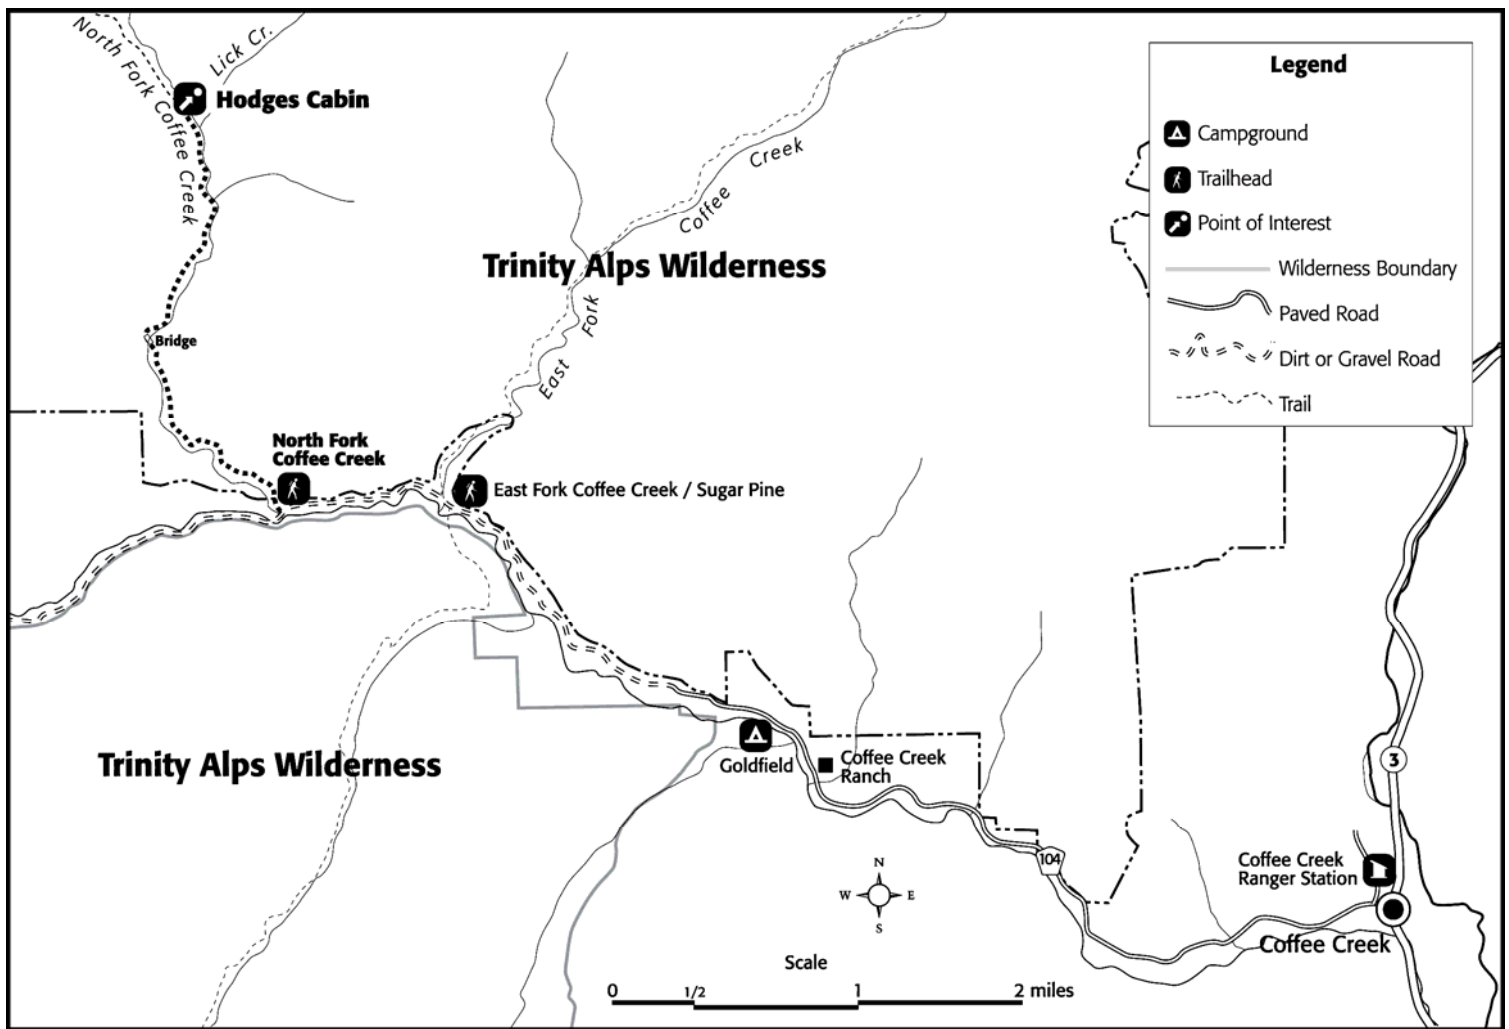 North Fork Coffee Creek
Lick Cr.
Hodges Cabin
Coffee Creek
East Fork
Trinity Alps Wilderness
Bridge
North Fork
Coffee Creek
East Fork Coffee Creek / Sugar Pine
Trinity Alps Wilderness
Goldfield
Coffee Creek
Ranch
104
3
Coffee Creek
Ranger Station
Coffee Creek
N
W E
S
Scale
0 1/2 1 2 miles
Legend
Campground
Trailhead
Point of Interest
Wilderness Boundary
Paved Road
Dirt or Gravel Road
Trail